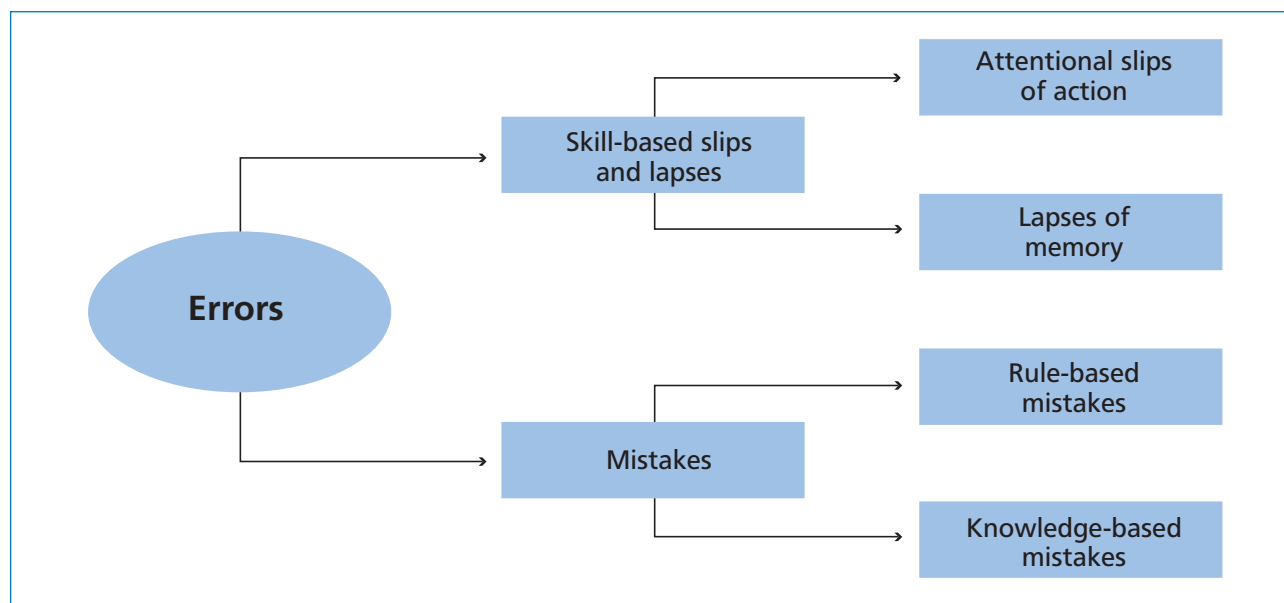 Errors
Skill-based slips
and lapses
Attentional slips
of action
Lapses of
memory
Mistakes
Rule-based
mistakes
Knowledge-based
mistakes